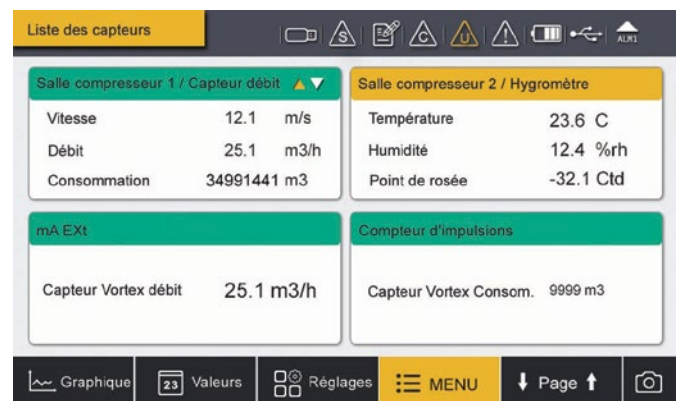 Liste des capteurs
S C U ! ALM1
Salle compresseur 1 / Capteur débit
Vitesse 12.1 m/s
Débit 25.1 m3/h
Consommation 34991441 m3
Salle compresseur 2 / Hygromètre
Température 23.6 C
Humidité 12.4 %rh
Point de rosée -32.1 Ctd
mA EXt
Capteur Vortex débit 25.1 m3/h
Compteur d'impulsions
Capteur Vortex Consom. 9999 m3
Graphique 23 Valeurs Réglages MENU Page